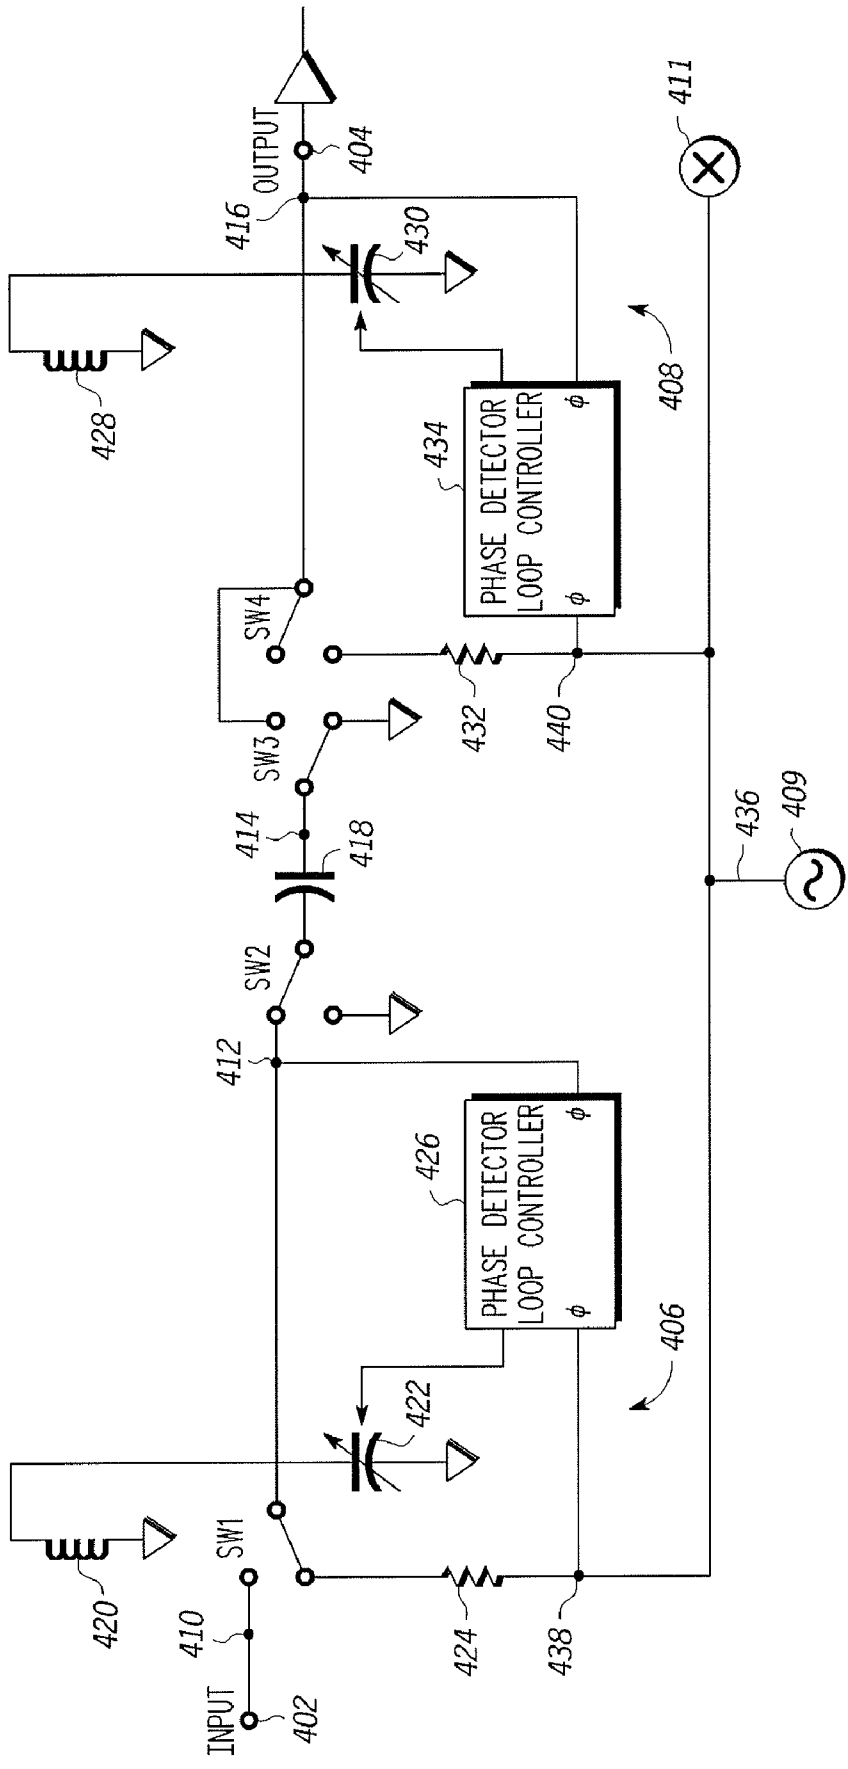 INPUT
402
410
SW1
420
422
424
438
406
426
PHASE DETECTOR
LOOP CONTROLLER
ϕ
ϕ
412
SW2
418
414
SW3
SW4
432
440
436
409
434
PHASE DETECTOR
LOOP CONTROLLER
ϕ
ϕ
408
428
430
416
OUTPUT
404
411